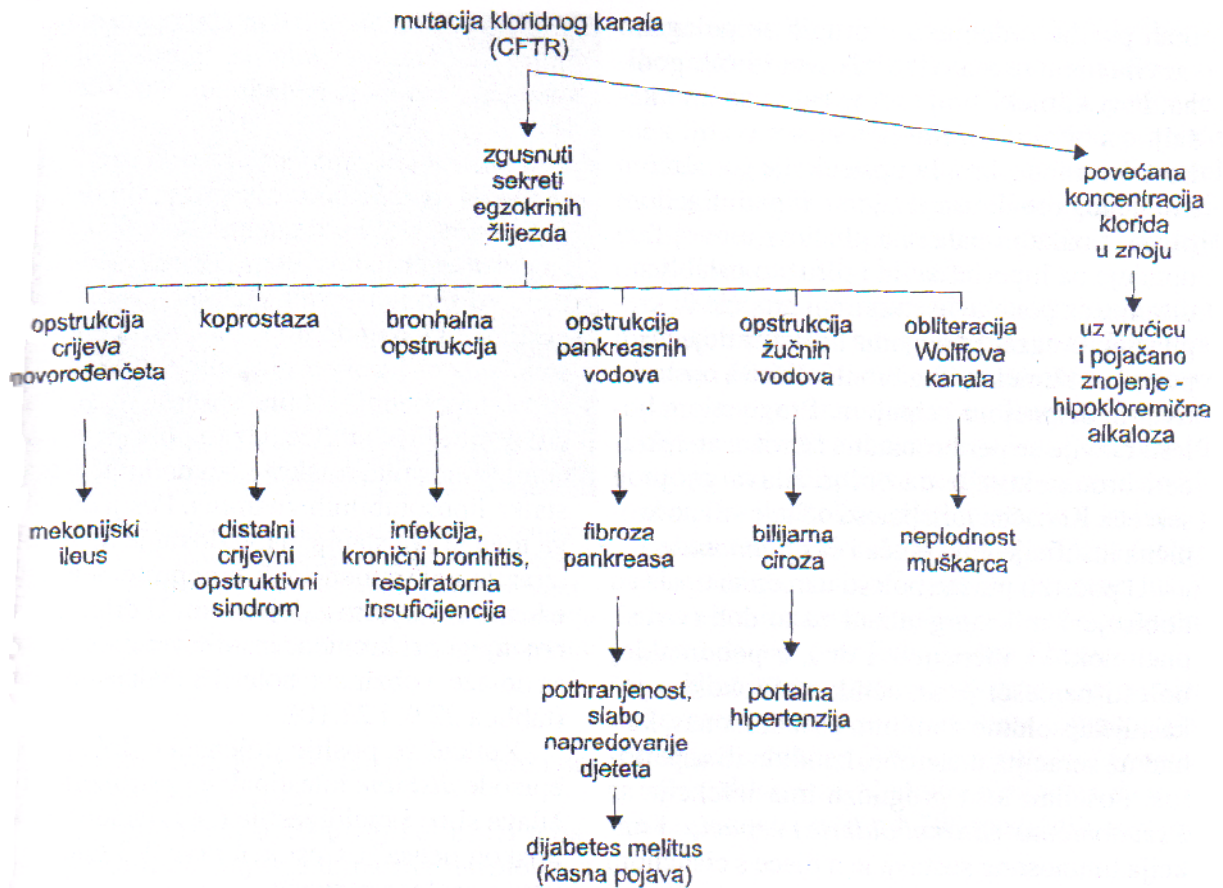 mutacija kloridnog kanala
(CFTR)
zgusnuti
sekreti
egzokrinih
žlijezda
povećana
koncentracija
klorida
u znoju
opstrukcija
crijeva
novorođenčeta
koprostaza
bronhalna
opstrukcija
opstrukcija
pankreasnih
vodova
opstrukcija
žučnih
vodova
obliteracija
Wolffova
kanala
uz vrućicu
i pojačano
znojenje -
hipokloremična
alkaloza
mekonijski
ileus
distalni
crijevni
opstruktivni
sindrom
infekcija,
kronični bronhitis,
respiratorna
insuficijencija
fibroza
pankreasa
bilijarna
ciroza
neplodnost
muškarca
pothranjenost,
slabo
napredovanje
djeteta
portalna
hipertenzija
dijabetes melitus
(kasna pojava)